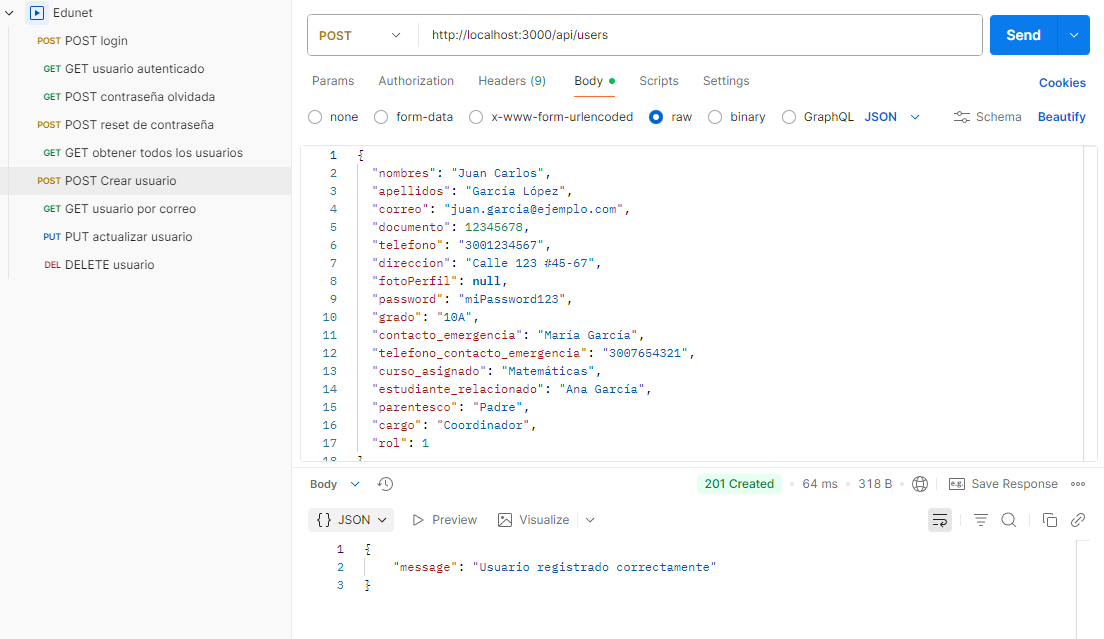 Edunet
POST POST login
GET GET usuario autenticado
GET POST contraseña olvidada
POST POST reset de contraseña
GET GET obtener todos los usuarios
POST POST Crear usuario
GET GET usuario por correo
PUT PUT actualizar usuario
DEL DELETE usuario
POST http://localhost:3000/api/users Send
Params Authorization Headers (9) Body Scripts Settings Cookies
none form-data x-www-form-urlencoded raw binary GraphQL JSON Schema Beautify
1 {
2 "nombres": "Juan Carlos",
3 "apellidos": "García López",
4 "correo": "juan.garcia@ejemplo.com",
5 "documento": 12345678,
6 "telefono": "3001234567",
7 "direccion": "Calle 123 #45-67",
8 "fotoPerfil": null,
9 "password": "miPassword123",
10 "grado": "10A",
11 "contacto_emergencia": "María García",
12 "telefono_contacto_emergencia": "3007654321",
13 "curso_asignado": "Matemáticas",
14 "estudiante_relacionado": "Ana García",
15 "parentesco": "Padre",
16 "cargo": "Coordinador",
17 "rol": 1
18 }
Body 201 Created 64 ms 318 B e.g. Save Response
{} JSON Preview Visualize
1 {
2 "message": "Usuario registrado correctamente"
3 }